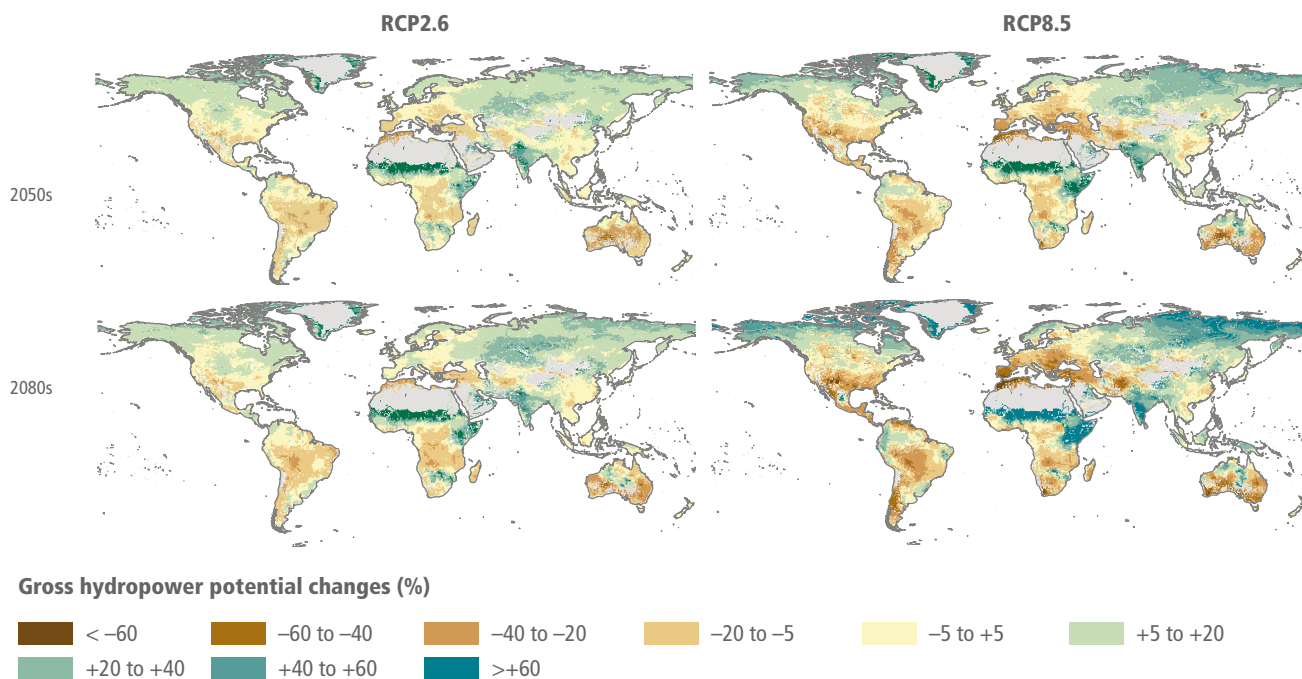 RCP2.6 RCP8.5
2050s
2080s
Gross hydropower potential changes (%)
< –60 –60 to –40 –40 to –20 –20 to –5 –5 to +5 +5 to +20
+20 to +40 +40 to +60 >+60